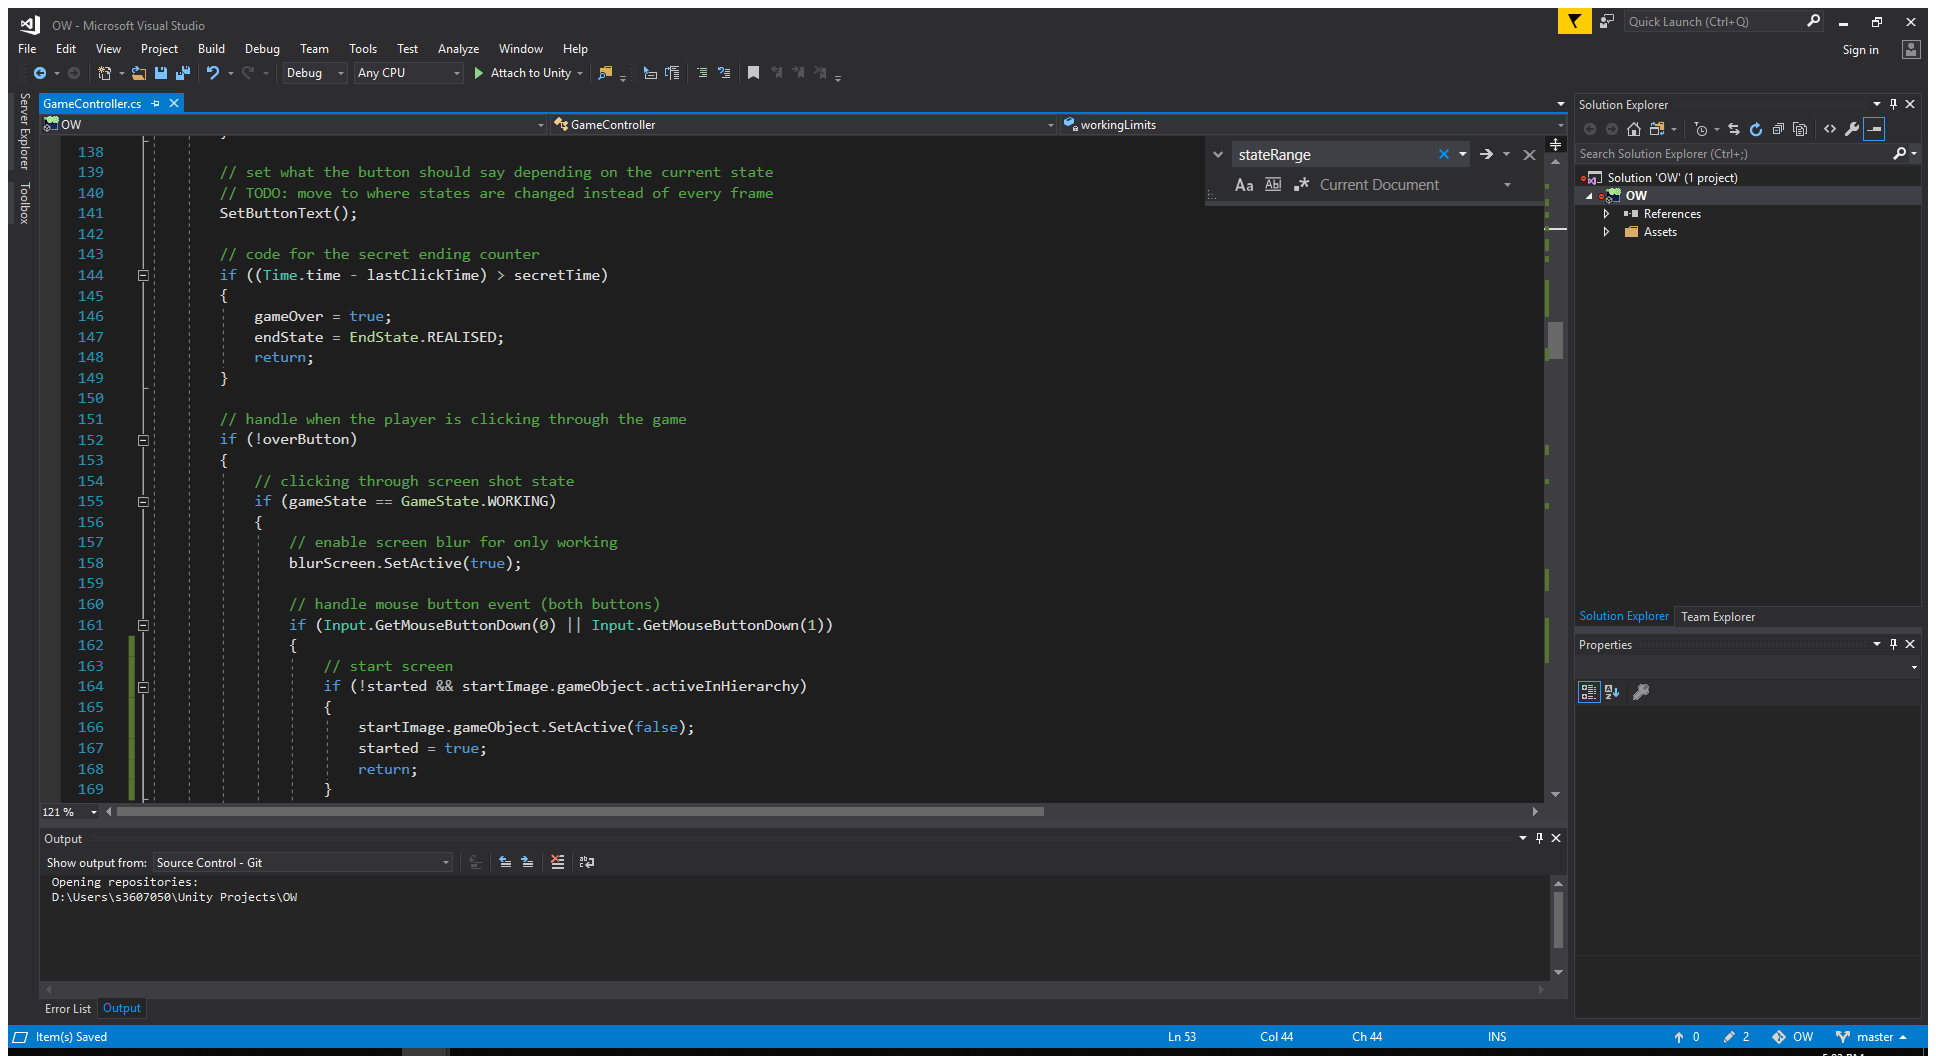 OW - Microsoft Visual Studio
Quick Launch (Ctrl+Q)
File Edit View Project Build Debug Team Tools Test Analyze Window Help
Sign in
Debug Any CPU Attach to Unity
Server Explorer
Toolbox
GameController.cs
OW GameController workingLimits
stateRange
Aa Abl .* Current Document
138
139 // set what the button should say depending on the current state
140 // TODO: move to where states are changed instead of every frame
141 SetButtonText();
142
143 // code for the secret ending counter
144 if ((Time.time - lastClickTime) > secretTime)
145 {
146 gameOver = true;
147 endState = EndState.REALISED;
148 return;
149 }
150
151 // handle when the player is clicking through the game
152 if (!overButton)
153 {
154 // clicking through screen shot state
155 if (gameState == GameState.WORKING)
156 {
157 // enable screen blur for only working
158 blurScreen.SetActive(true);
159
160 // handle mouse button event (both buttons)
161 if (Input.GetMouseButtonDown(0) || Input.GetMouseButtonDown(1))
162 {
163 // start screen
164 if (!started && startImage.gameObject.activeInHierarchy)
165 {
166 startImage.gameObject.SetActive(false);
167 started = true;
168 return;
169 }
121 %
Output
Show output from: Source Control - Git
Opening repositories:
D:\Users\s3607050\Unity Projects\OW
Error List Output
Solution Explorer
Search Solution Explorer (Ctrl+;)
Solution 'OW' (1 project)
OW
References
Assets
Solution Explorer Team Explorer
Properties
Item(s) Saved Ln 53 Col 44 Ch 44 INS 0 2 OW master